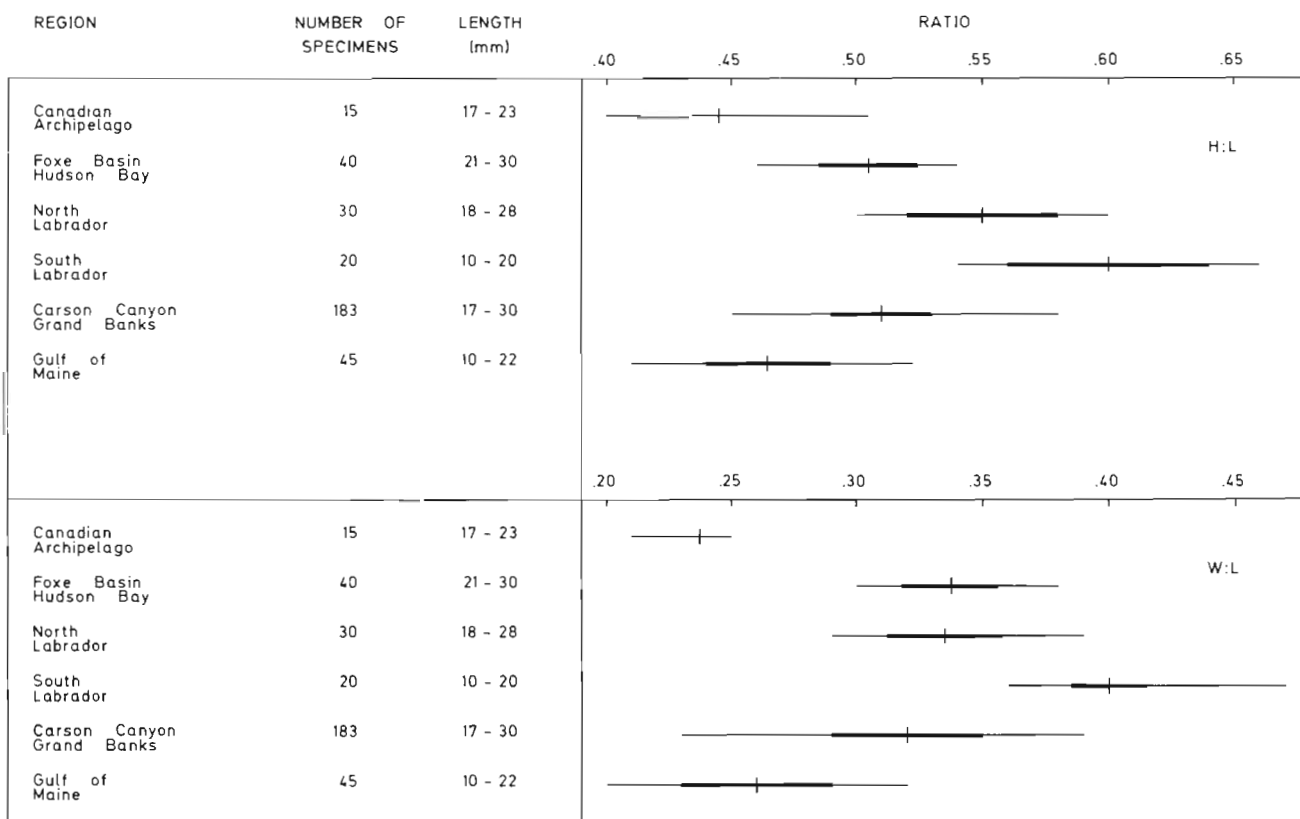 REGION NUMBER OF SPECIMENS LENGTH (mm) RATIO
.40 .45 .50 .55 .60 .65
Canadian Archipelago 15 17 - 23
H:L
Foxe Basin Hudson Bay 40 21 - 30
North Labrador 30 18 - 28
South Labrador 20 10 - 20
Carson Canyon Grand Banks 183 17 - 30
Gulf of Maine 45 10 - 22
.20 .25 .30 .35 .40 .45
Canadian Archipelago 15 17 - 23
W:L
Foxe Basin Hudson Bay 40 21 - 30
North Labrador 30 18 - 28
South Labrador 20 10 - 20
Carson Canyon Grand Banks 183 17 - 30
Gulf of Maine 45 10 - 22